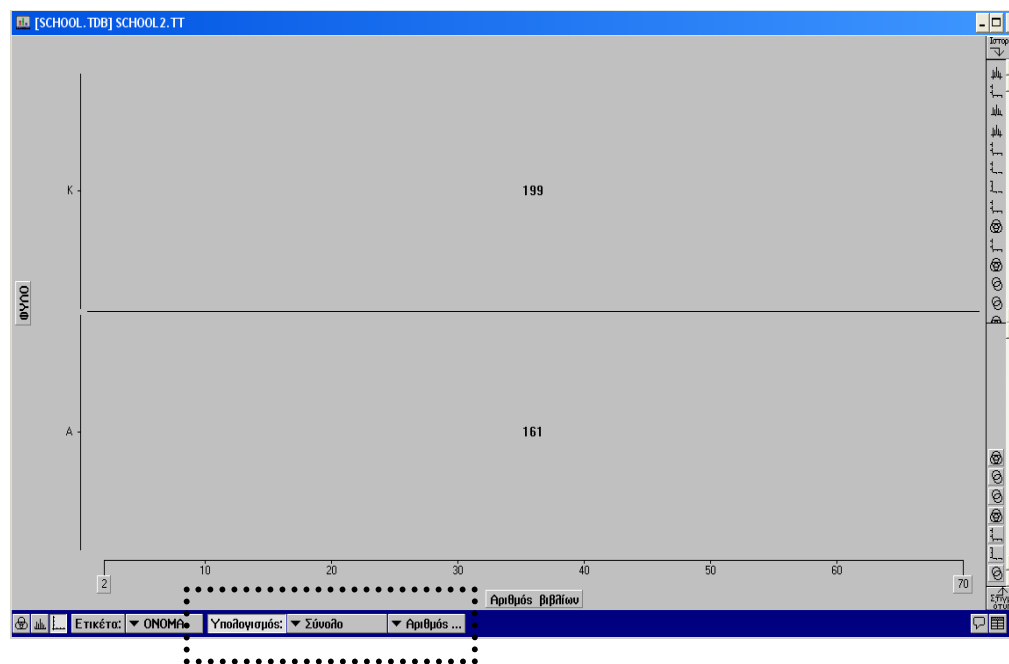 [SCHOOL.TDB] SCHOOL2.TT
Ιστορ
Κ
199
ΦΥΛΟ
Α
161
10 20 30 40 50 60
2 70
Αριθμός βιβλίων
Ετικέτα: ΟΝΟΜΑ Υπολογισμός: Σύνολο Αριθμός ...